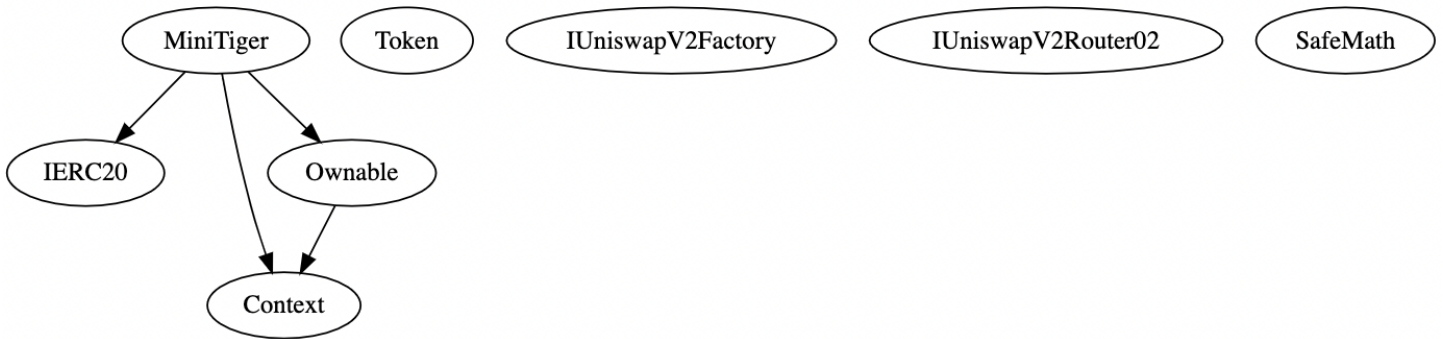 MiniTiger
Token
IUniswapV2Factory
IUniswapV2Router02
SafeMath
IERC20
Ownable
Context